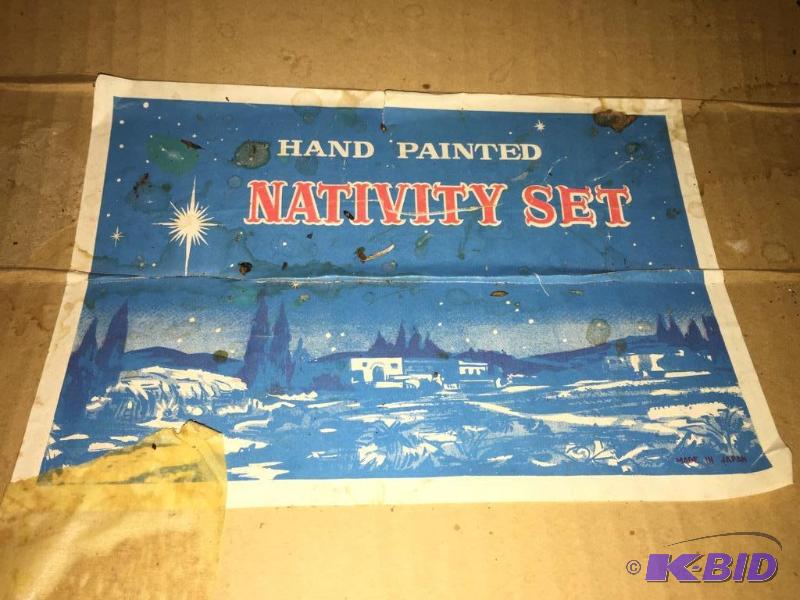 HAND PAINTED
NATIVITY SET
MADE IN JAPAN
© K-BID